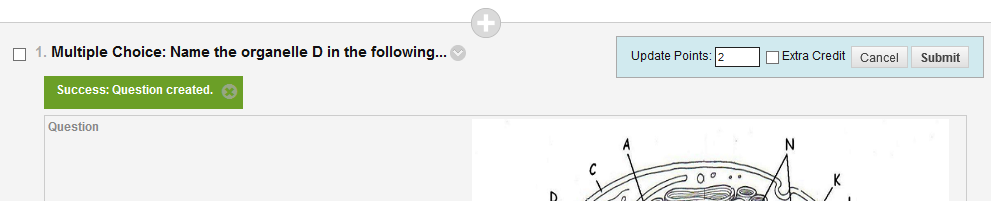 1. Multiple Choice: Name the organelle D in the following...
Update Points: 2 Extra Credit Cancel Submit
Success: Question created.
Question
A
N
C
K
D